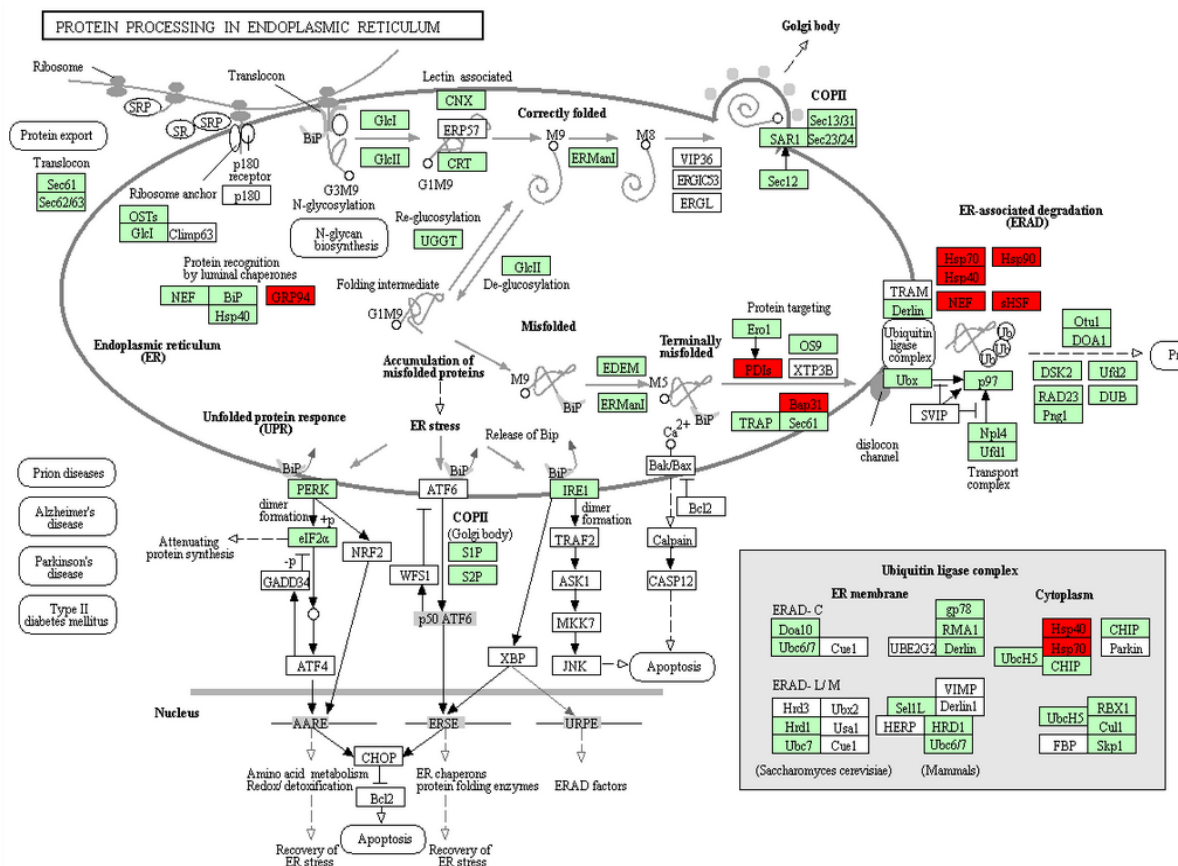 PROTEIN PROCESSING IN ENDOPLASMIC RETICULUM
Golgi body
Ribosome
Translocon
Lectin associated
SRP
SR
SRP
Protein export
Translocon
Sec61
Sec62/63
Ribosome anchor
p180
receptor
p180
OSTs
GlcI
Climp63
BiP
GlcI
GlcII
G3M9
N-glycosylation
N-glycan
biosynthesis
CNX
ERP57
CRT
G1M9
Correctly folded
M9
ERManI
M8
VIP36
ERGIC53
ERGL
COPII
Sec13/31
SAR1
Sec23/24
Sec12
Re-glucosylation
UGGT
GlcII
De-glucosylation
Protein recognition
by luminal chaperones
NEF
BiP
GRP94
Hsp40
Folding intermediate
G1M9
Endoplasmic reticulum
(ER)
Misfolded
Accumulation of
misfolded proteins
M9
BiP
EDEM
ERManI
Terminally
misfolded
M5
BiP
Protein targeting
Ero1
OS9
PDIs
XTP3B
Bap31
TRAP
Sec61
ER-associated degradation
(ERAD)
Hsp70
Hsp90
Hsp40
NEF
sHSF
TRAM
Derlin
Ubiquitin
ligase
complex
Ub
Ub
Ub
Ubx
p97
SVIP
dislocon
channel
Npl4
Ufd1
Transport
complex
Otu1
DOA1
DSK2
Ufd2
RAD23
DUB
Png1
Pr
Unfolded protein responce
(UPR)
ER stress
Release of Bip
Ca2+
BiP
PERK
BiP
ATF6
BiP
IRE1
Bak/Bax
Bcl2
Prion diseases
Alzheimer's
disease
Parkinson's
disease
Type II
diabetes mellitus
dimer
formation
+p
eIF2α
Attenuating
protein synthesis
-p
GADD34
NRF2
ATF4
COPII
(Golgi body)
S1P
S2P
WFS1
p50 ATF6
dimer
formation
TRAF2
ASK1
MKK7
JNK
XBP
Calpain
CASP12
Apoptosis
Nucleus
AARE
ERSE
URPE
CHOP
Bcl2
Apoptosis
Amino acid metabolism
Redox/detoxification
Recovery of
ER stress
ER chaperons
protein folding enzymes
Recovery of
ER stress
ERAD factors
Ubiquitin ligase complex
ER membrane
Cytoplasm
ERAD- C
Doa10
Ubc6/7
Cue1
gp78
RMA1
UBE2G2
Derlin
Hsp40
Hsp70
UbcH5
CHIP
CHIP
Parkin
ERAD- L/ M
Hrd3
Ubx2
Hrd1
Usa1
Ubc7
Cue1
(Saccharomyces cerevisiae)
VIMP
Sel1L
Derlin1
HERP
HRD1
Ubc6/7
(Mammals)
UbcH5
RBX1
Cul1
FBP
Skp1